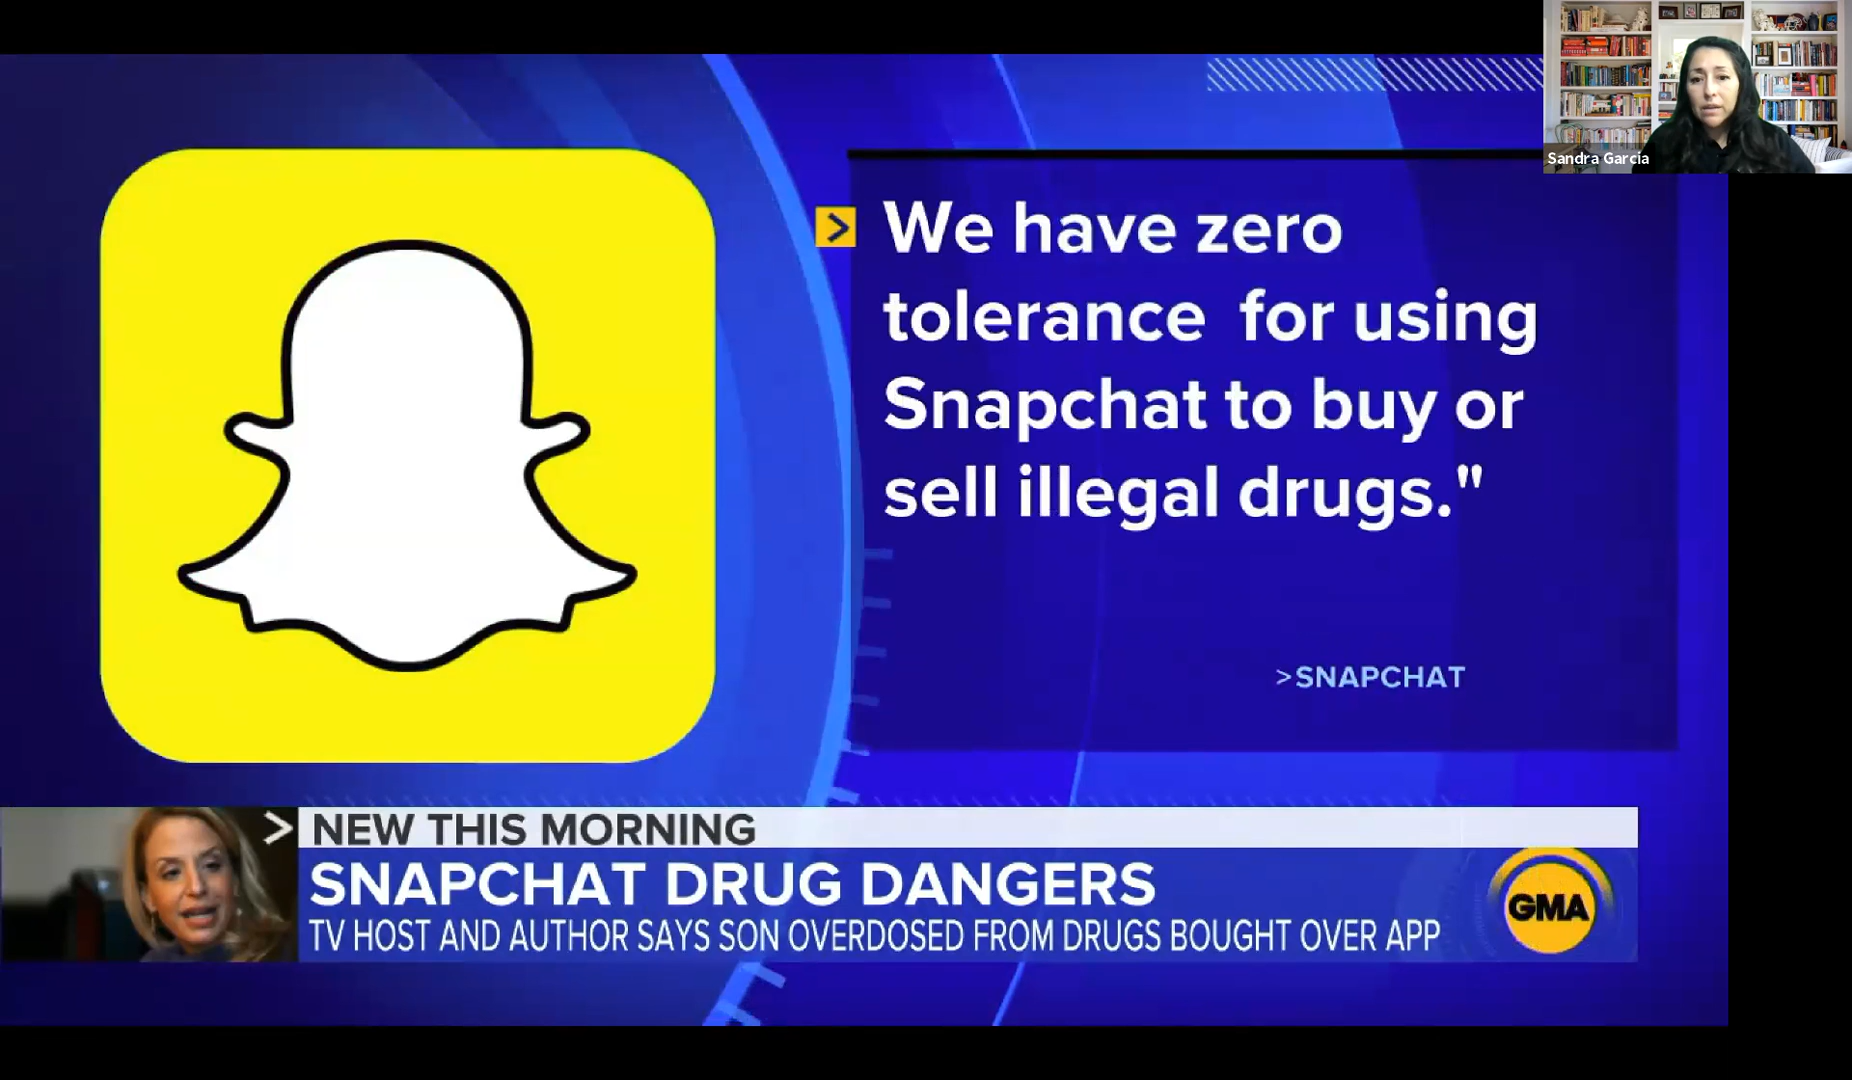 Sandra Garcia
We have zero
tolerance  for using
Snapchat to buy or
sell illegal drugs."
>SNAPCHAT
NEW THIS MORNING
SNAPCHAT DRUG DANGERS
TV HOST AND AUTHOR SAYS SON OVERDOSED FROM DRUGS BOUGHT OVER APP
GMA